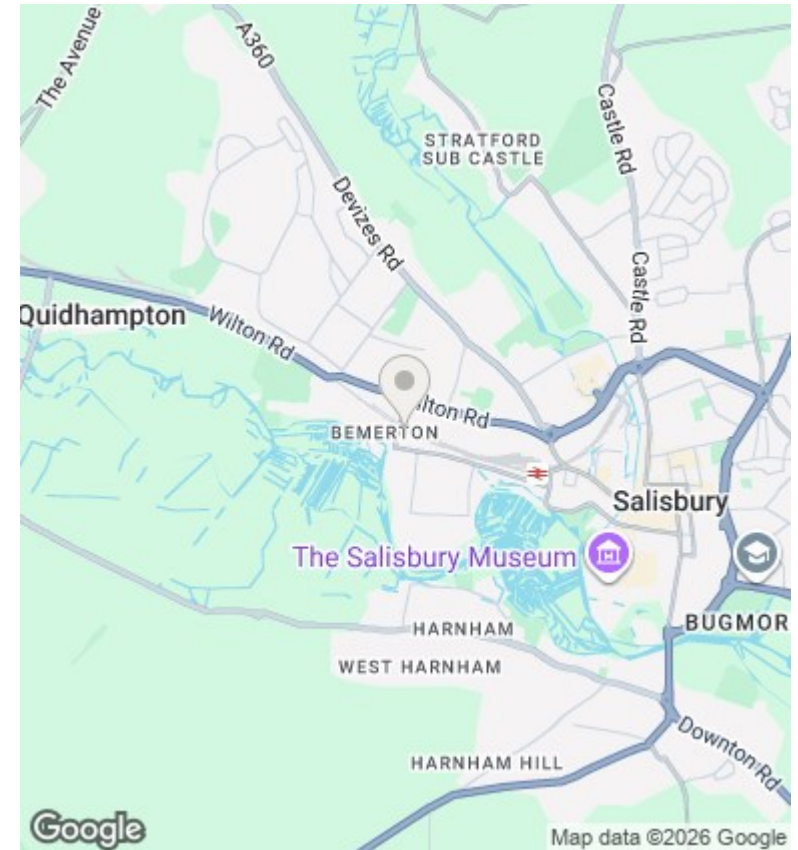 A360
The Avenue
STRATFORD
SUB CASTLE
Castle Rd
Devizes Rd
Castle Rd
Quidhampton
Wilton Rd
ilton Rd
BEMERTON
Salisbury
The Salisbury Museum
HARNHAM
BUGMOR
WEST HARNHAM
Downton Rd
HARNHAM HILL
Google
Map data ©2026 Google